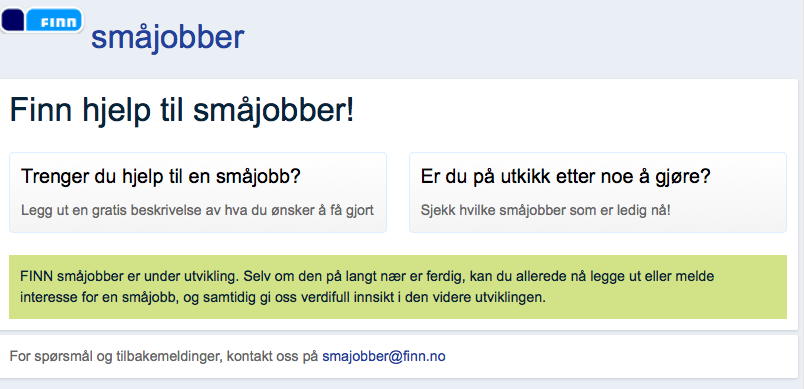 FINN småjobber
Finn hjelp til småjobber!
Trenger du hjelp til en småjobb?
Legg ut en gratis beskrivelse av hva du ønsker å få gjort
Er du på utkikk etter noe å gjøre?
Sjekk hvilke småjobber som er ledig nå!
FINN småjobber er under utvikling. Selv om den på langt nær er ferdig, kan du allerede nå legge ut eller melde
interesse for en småjobb, og samtidig gi oss verdifull innsikt i den videre utviklingen.
For spørsmål og tilbakemeldinger, kontakt oss på smajobber@finn.no